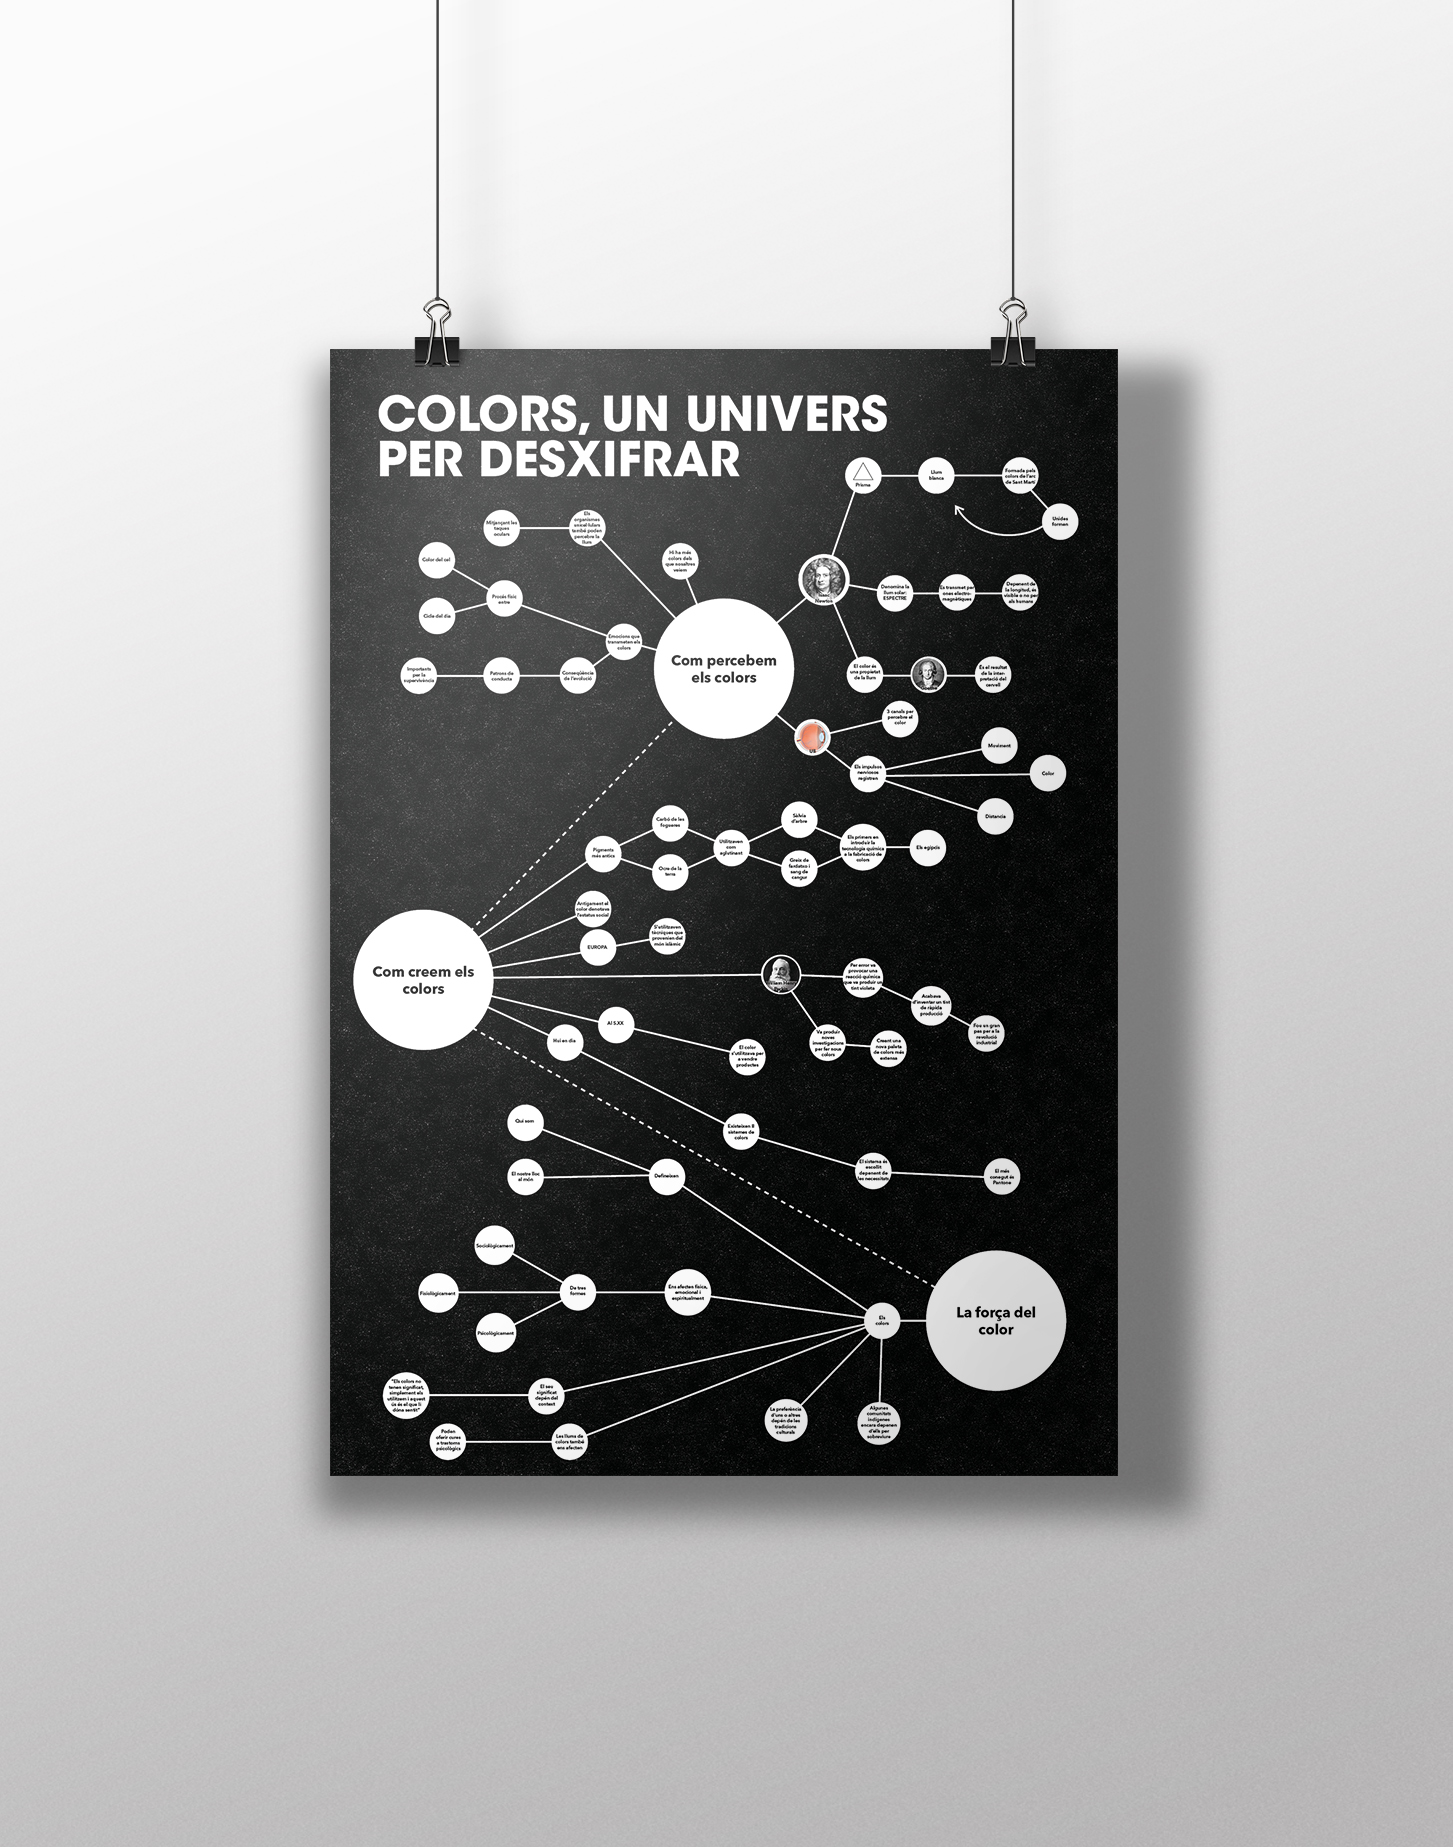 COLORS, UN UNIVERS
PER DESXIFRAR
Prisma
Llum
blanca
Formada pels
colors de l'arc
de Sant Martí
Unides
formen
Mitjançant les
taques
oculars
Els
organismes
unicel·lulars
també poden
percebre la
llum
Hi ha més
colors dels
que nosaltres
veiem
Color del cel
Procés físic
entre
Cicle del dia
Emocions que
transmeten els
colors
Importants
per la
supervivència
Patrons de
conducta
Conseqüència
de l'evolució
Com percebem
els colors
Isaac
Newton
Denomina la
llum solar:
ESPECTRE
Es transmet per
ones electro-
magnètiques
Depenent de
la longitud, és
visible o no per
als humans
El color és
una propietat
de la llum
Goethe
És el resultat
de la inter-
pretació del
cervell
Ull
3 canals per
percebre el
color
Els impulsos
nerviosos
registren
Moviment
Color
Distancia
Pigments
més antics
Carbó de les
fogueres
Ocre de la
terra
Utilitzaven
com
aglutinant
Sàlvia
d'arbre
Greix de
fardatxo i
sang de
cangur
Els primers en
introduir la
tecnologia química
a la fabricació de
colors
Els egipcis
Antigament el
color denotava
l'estatus social
EUROPA
S'utilitzaven
tècniques que
provenien del
món islàmic
Com creem els
colors
William Henry
Perkin
Per error va
provocar una
reacció química
que va produir un
tint violeta
Acabava
d'inventar un tint
de ràpida
producció
Fou un gran
pas per a la
revolució
industrial
Va produir
noves
investigacions
per fer nous
colors
Creant una
nova paleta
de colors més
extensa
Al S.XX
El color
s'utilitzava per
a vendre
productes
Hui en dia
Existeixen 8
sistemes de
colors
El sistema és
escollit
depenent de
les necessitats
El més
conegut és
Pantone
Qui som
El nostre lloc
al món
Defineixen
Sociològicament
Fisiològicament
Psicològicament
De tres
formes
Ens afecten física,
emocional i
espiritualment
Els
colors
La força del
color
"Els colors no
tenen significat,
simplement els
utilitzem i aquest
ús és el que li
dóna sentit"
El seu
significat
depén del
context
Poden
oferir cures
a trastorns
psicològics
Les llums de
colors també
ens afecten
La preferència
d'uns o altres
depén de les
tradicions
culturals
Algunes
comunitats
indígenes
encara depenen
d'ells per
sobreviure